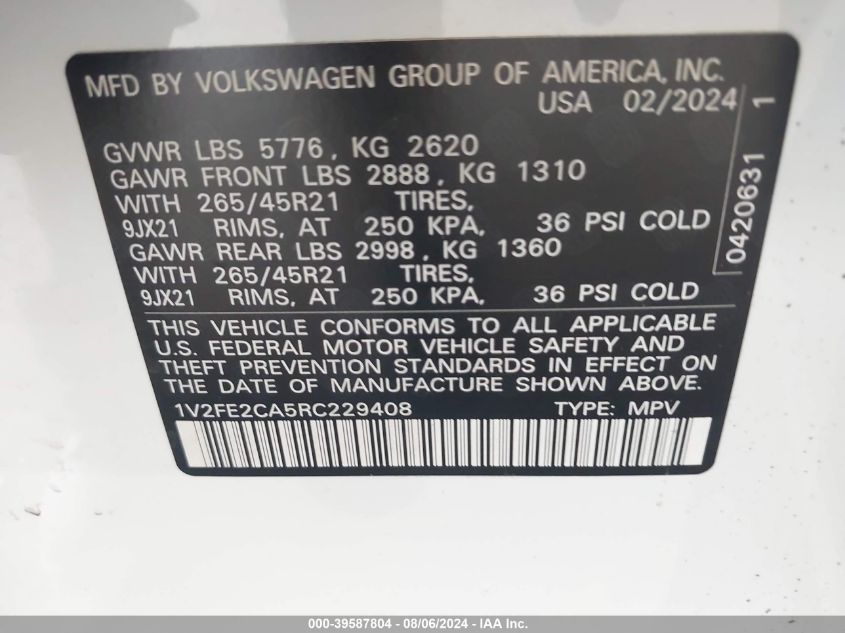 MFD BY VOLKSWAGEN GROUP OF AMERICA, INC.
USA 02/2024
GVWR LBS 5776, KG 2620
GAWR FRONT LBS 2888, KG 1310
WITH 265/45R21 TIRES,
9JX21 RIMS, AT 250 KPA, 36 PSI COLD
GAWR REAR LBS 2998, KG 1360
WITH 265/45R21 TIRES,
9JX21 RIMS, AT 250 KPA, 36 PSI COLD
THIS VEHICLE CONFORMS TO ALL APPLICABLE
U.S. FEDERAL MOTOR VEHICLE SAFETY AND
THEFT PREVENTION STANDARDS IN EFFECT ON
THE DATE OF MANUFACTURE SHOWN ABOVE.
1V2FE2CA5RC229408 TYPE: MPV
0420631 1
000-39587804 - 08/06/2024 - IAA Inc.